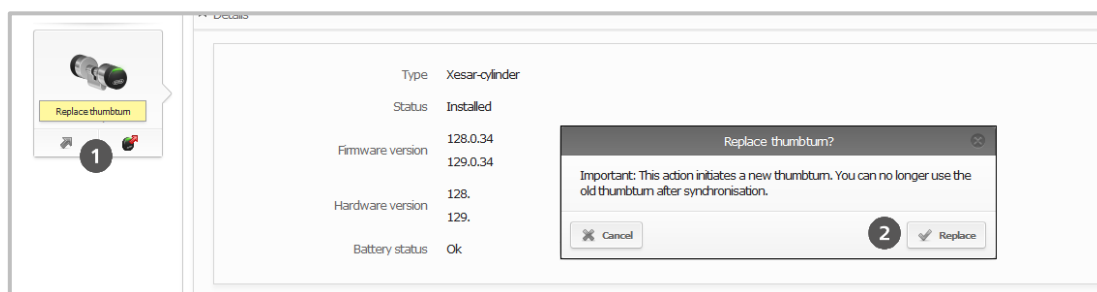 Details
Type Xesar-cylinder
Replace thumbturn
Status Installed
1
Firmware version 128.0.34
129.0.34
Replace thumbturn?
Important: This action initiates a new thumbturn. You can no longer use the
old thumbturn after synchronisation.
Hardware version 128.
129.
Cancel
2
Replace
Battery status Ok